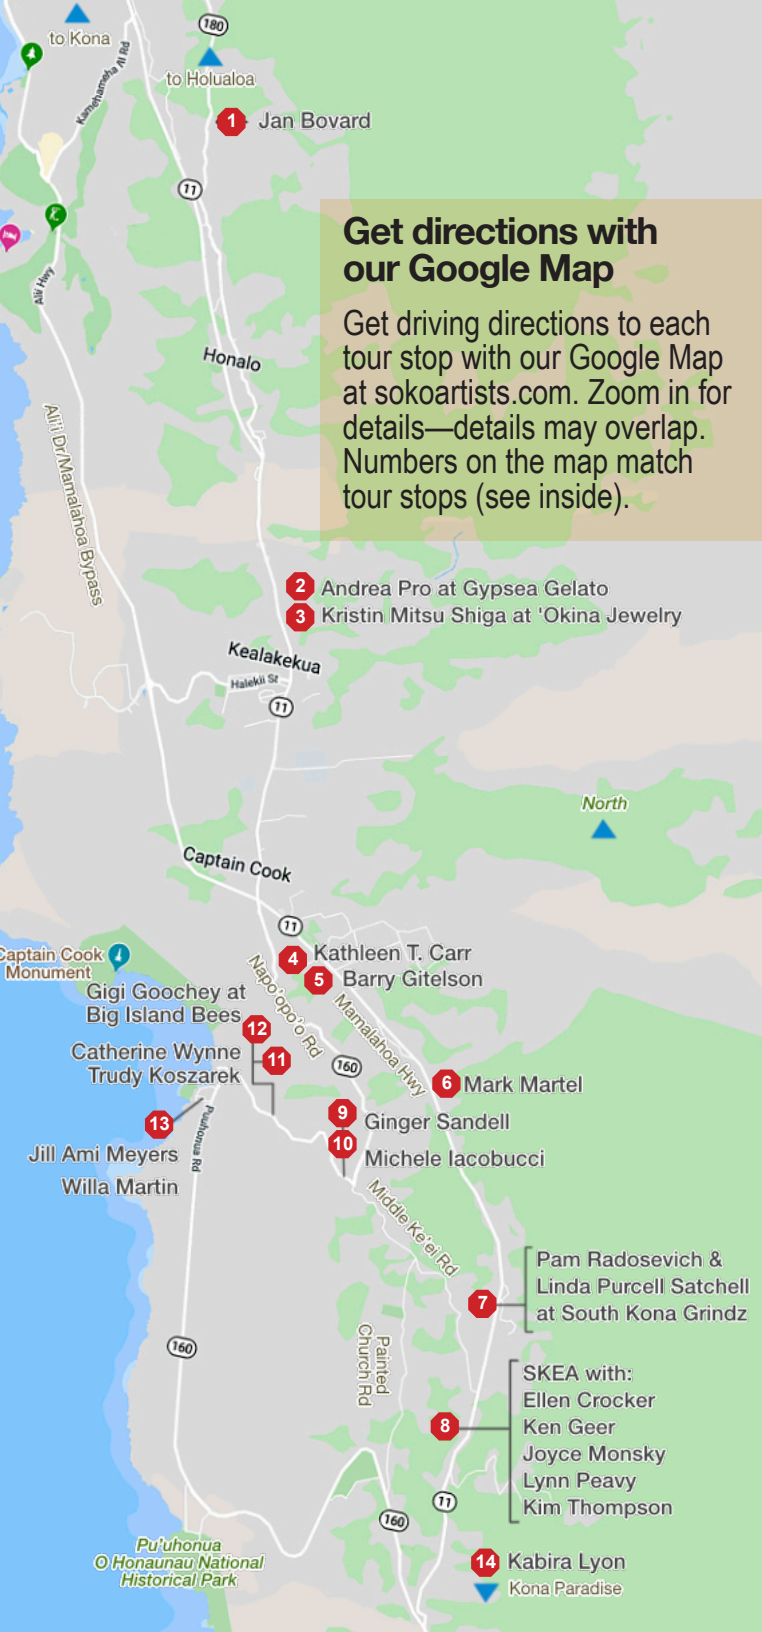 180
to Kona
to Holualoa
Kamehameha III Rd
1 Jan Bovard
11
Get directions with
our Google Map
Get driving directions to each
tour stop with our Google Map
at sokoartists.com. Zoom in for
details—details may overlap.
Numbers on the map match
tour stops (see inside).
Alii Hwy
Honalo
Ali'i Dr/Mamalahoa Bypass
2 Andrea Pro at Gypsea Gelato
3 Kristin Mitsu Shiga at 'Okina Jewelry
Kealakekua
Halekii St
11
North
Captain Cook
11
Captain Cook
Monument
4 Kathleen T. Carr
5 Barry Gitelson
Napo'opo'o Rd
Mamalahoa Hwy
Gigi Goochey at
Big Island Bees
12
Catherine Wynne
Trudy Koszarek
11
160
6 Mark Martel
9 Ginger Sandell
10 Michele Iacobucci
13
Jill Ami Meyers
Willa Martin
Puuhonua Rd
Middle Ke'ei Rd
7
Pam Radosevich &
Linda Purcell Satchell
at South Kona Grindz
160
Painted
Church Rd
8
SKEA with:
Ellen Crocker
Ken Geer
Joyce Monsky
Lynn Peavy
Kim Thompson
11
160
Pu'uhonua
O Honaunau National
Historical Park
14 Kabira Lyon
Kona Paradise